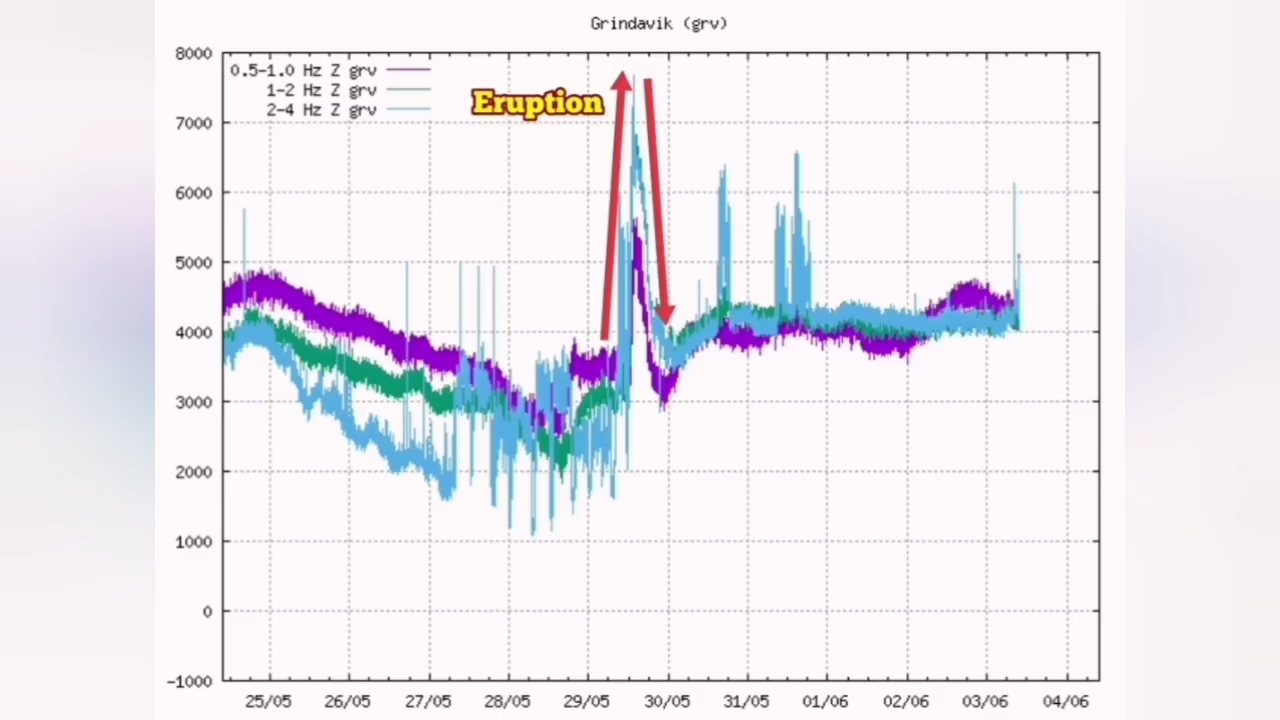 Grindavik (grv)
8000
0.5-1.0 Hz Z grv
1-2 Hz Z grv
2-4 Hz Z grv
Eruption
7000
6000
5000
4000
3000
2000
1000
0
-1000
25/05 26/05 27/05 28/05 29/05 30/05 31/05 01/06 02/06 03/06 04/06